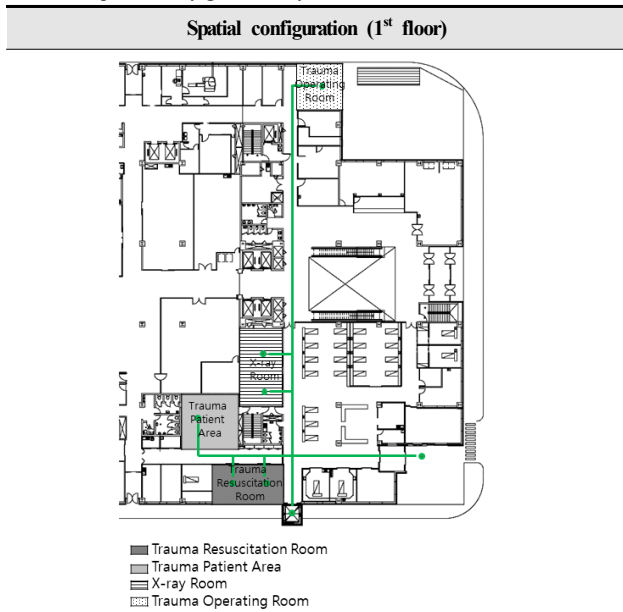 Spatial configuration (1st floor)
Trauma
Operating
Room
X-ray
Room
Trauma
Patient
Area
Trauma
Resuscitation
Room
Trauma Resuscitation Room
Trauma Patient Area
X-ray Room
Trauma Operating Room